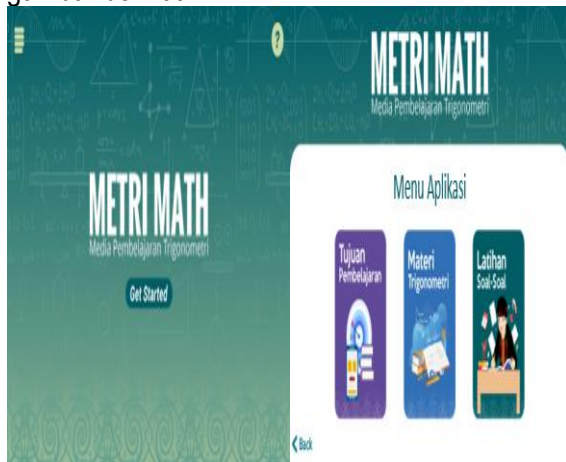 METRI MATH
Media Pembelajaran Trigonometri
Get Started
?
METRI MATH
Media Pembelajaran Trigonometri
Menu Aplikasi
Tujuan
Pembelajaran
Materi
Trigonometri
Latihan
Soal-Soal
Back